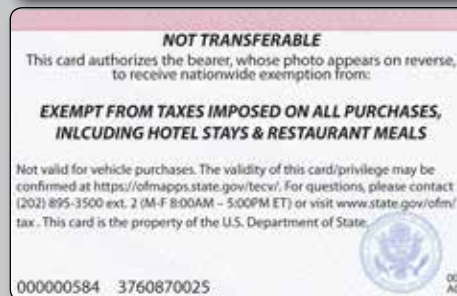 NOT TRANSFERABLE
This card authorizes the bearer, whose photo appears on reverse,
to receive nationwide exemption from:
EXEMPT FROM TAXES IMPOSED ON ALL PURCHASES,
INLCUDING HOTEL STAYS & RESTAURANT MEALS
Not valid for vehicle purchases. The validity of this card/privilege may be
confirmed at https://ofmapps.state.gov/tecv/. For questions, please contact
(202) 895-3500 ext. 2 (M-F 8:00AM – 5:00PM ET) or visit www.state.gov/ofm/
tax . This card is the property of the U.S. Department of State.
000000584 3760870025